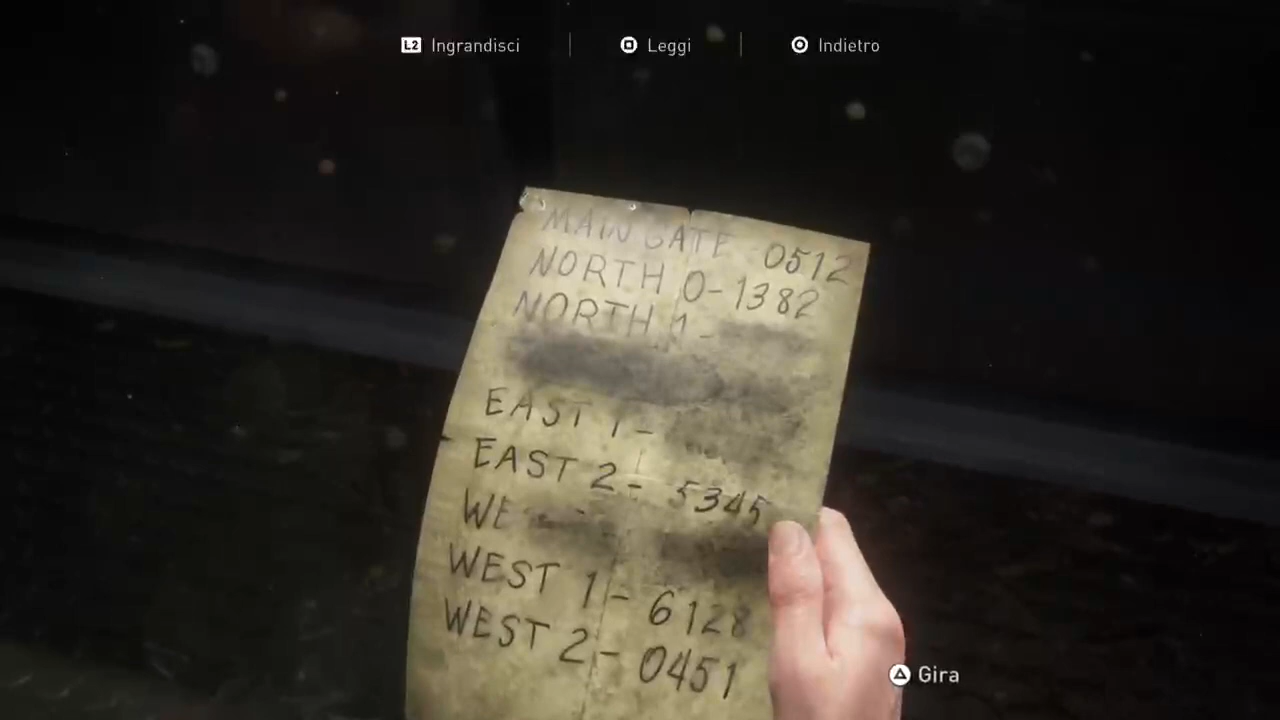 L2 Ingrandisci
Leggi
Indietro
MAIN GATE 0512
NORTH 0-1382
NORTH 1 -
EAST 1-
EAST 2- 5345
WE
WEST 1- 6128
WEST 2- 0451
Gira